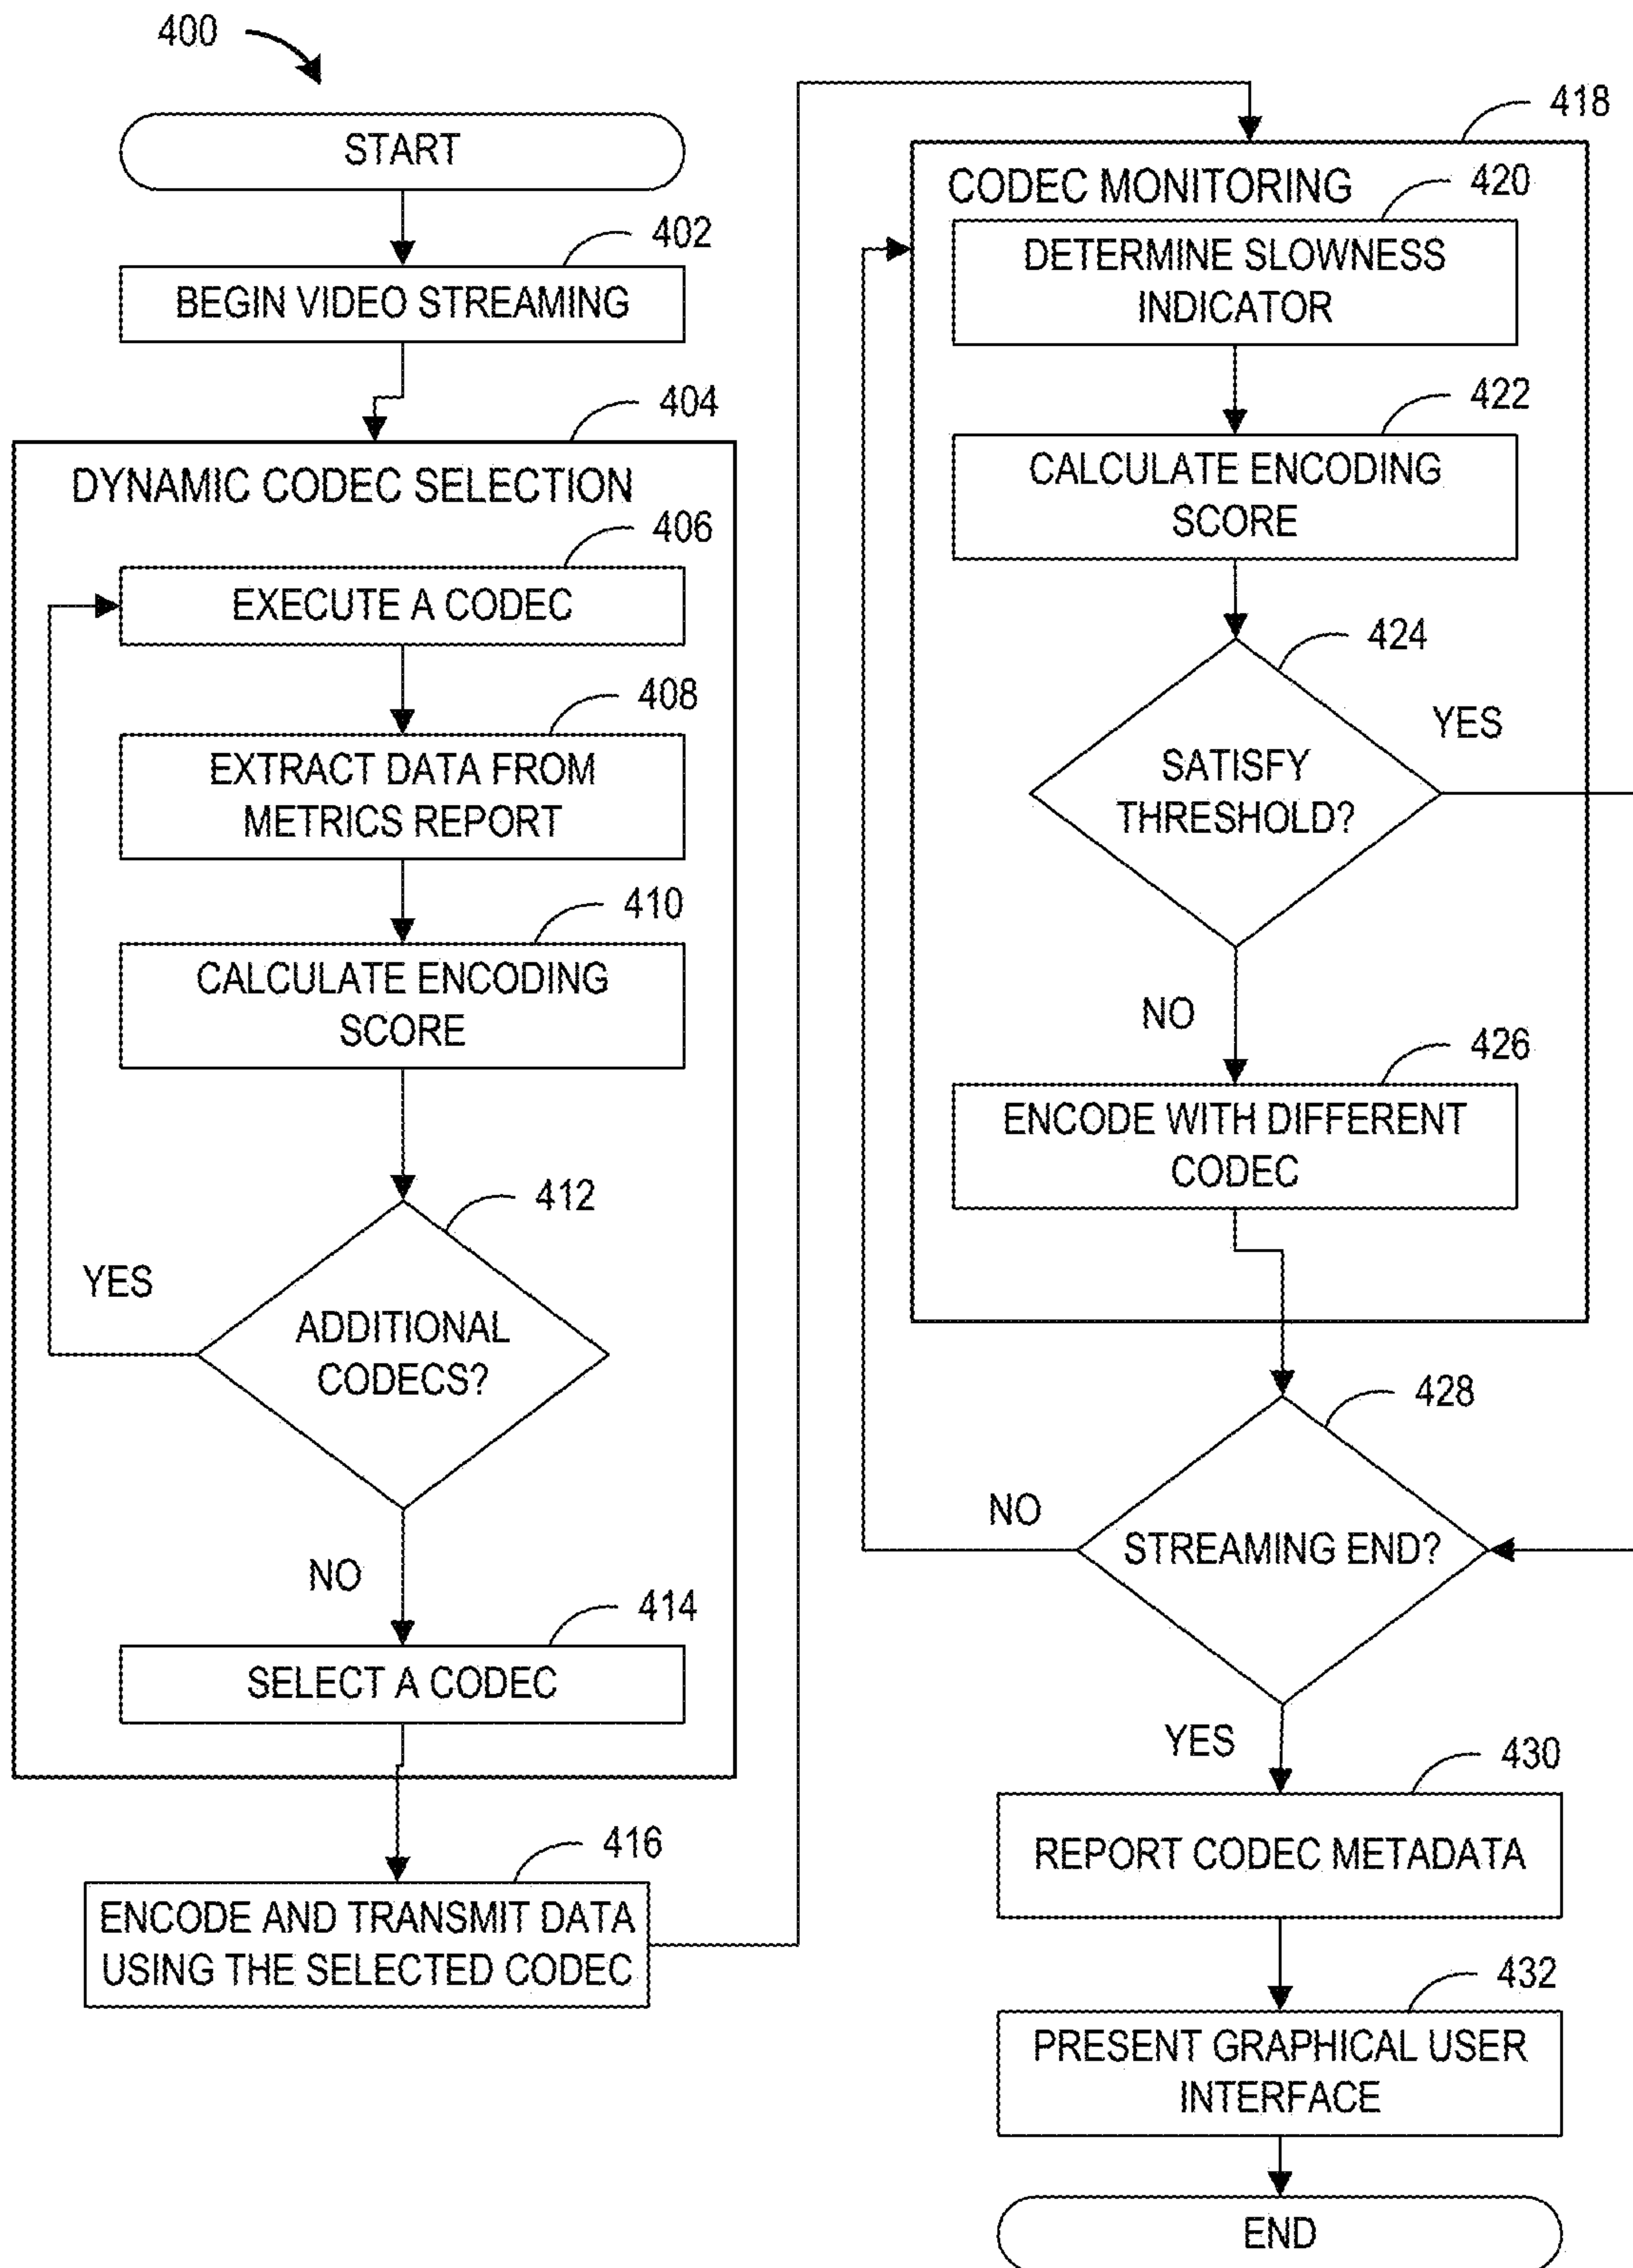 400
START
402
BEGIN VIDEO STREAMING
404
DYNAMIC CODEC SELECTION
406
EXECUTE A CODEC
408
EXTRACT DATA FROM
METRICS REPORT
410
CALCULATE ENCODING
SCORE
412
YES
ADDITIONAL
CODECS?
NO
414
SELECT A CODEC
416
ENCODE AND TRANSMIT DATA
USING THE SELECTED CODEC
418
CODEC MONITORING
420
DETERMINE SLOWNESS
INDICATOR
422
CALCULATE ENCODING
SCORE
424
YES
SATISFY
THRESHOLD?
NO
426
ENCODE WITH DIFFERENT
CODEC
428
NO
STREAMING END?
YES
430
REPORT CODEC METADATA
432
PRESENT GRAPHICAL USER
INTERFACE
END